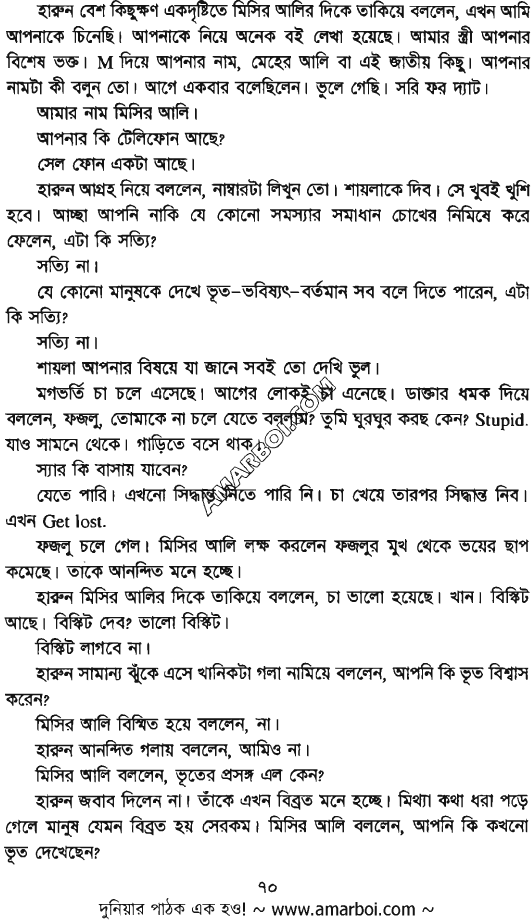 হারুন বেশ কিছুক্ষণ একদৃষ্টিতে মিসির আলির দিকে তাকিয়ে বললেন, এখন আমি
আপনাকে চিনেছি। আপনাকে নিয়ে অনেক বই লেখা হয়েছে। আমার স্ত্রী আপনার
বিশেষ ভক্ত। M দিয়ে আপনার নাম, মেহের আলি বা এই জাতীয় কিছু। আপনার
নামটা কী বলুন তো। আগে একবার বলেছিলেন। ভুলে গেছি। সরি ফর দ্যাট।
আমার নাম মিসির আলি।
আপনার কি টেলিফোন আছে?
সেল ফোন একটা আছে।
হারুন আগ্রহ নিয়ে বললেন, নাম্বারটা লিখুন তো। শায়লাকে দিব। সে খুবই খুশি
হবে। আচ্ছা আপনি নাকি যে কোনো সমস্যার সমাধান চোখের নিমিষে করে
ফেলেন, এটা কি সত্যি?
সত্যি না।
যে কোনো মানুষকে দেখে ভূত-ভবিষ্যৎ-বর্তমান সব বলে দিতে পারেন, এটা
কি সত্যি?
সত্যি না।
শায়লা আপনার বিষয়ে যা জানে সবই তো দেখি ভুল।
মগভর্তি চা চলে এসেছে। আগের লোকই চা এনেছে। ডাক্তার ধমক দিয়ে
বললেন, ফজলু, তোমাকে না চলে যেতে বললাম? তুমি ঘুরঘুর করছ কেন? Stupid.
যাও সামনে থেকে। গাড়িতে বসে থাক।
স্যার কি বাসায় যাবেন?
যেতে পারি। এখনো সিদ্ধান্ত নিতে পারি নি। চা খেয়ে তারপর সিদ্ধান্ত নিব।
এখন Get lost.
ফজলু চলে গেল। মিসির আলি লক্ষ করলেন ফজলুর মুখ থেকে ভয়ের ছাপ
কমেছে। তাকে আনন্দিত মনে হচ্ছে।
হারুন মিসির আলির দিকে তাকিয়ে বললেন, চা ভালো হয়েছে। খান। বিস্কিট
আছে। বিস্কিট দেব? ভালো বিস্কিট।
বিস্কিট লাগবে না।
হারুন সামান্য ঝুঁকে এসে খানিকটা গলা নামিয়ে বললেন, আপনি কি ভূত বিশ্বাস
করেন?
মিসির আলি বিস্মিত হয়ে বললেন, না।
হারুন আনন্দিত গলায় বললেন, আমিও না।
মিসির আলি বললেন, ভূতের প্রসঙ্গ এল কেন?
হারুন জবাব দিলেন না। তাঁকে এখন বিব্রত মনে হচ্ছে। মিথ্যা কথা ধরা পড়ে
গেলে মানুষ যেমন বিব্রত হয় সেরকম। মিসির আলি বললেন, আপনি কি কখনো
ভূত দেখেছেন?
AMARBOI.COM
৭০
দুনিয়ার পাঠক এক হও! ~ www.amarboi.com ~